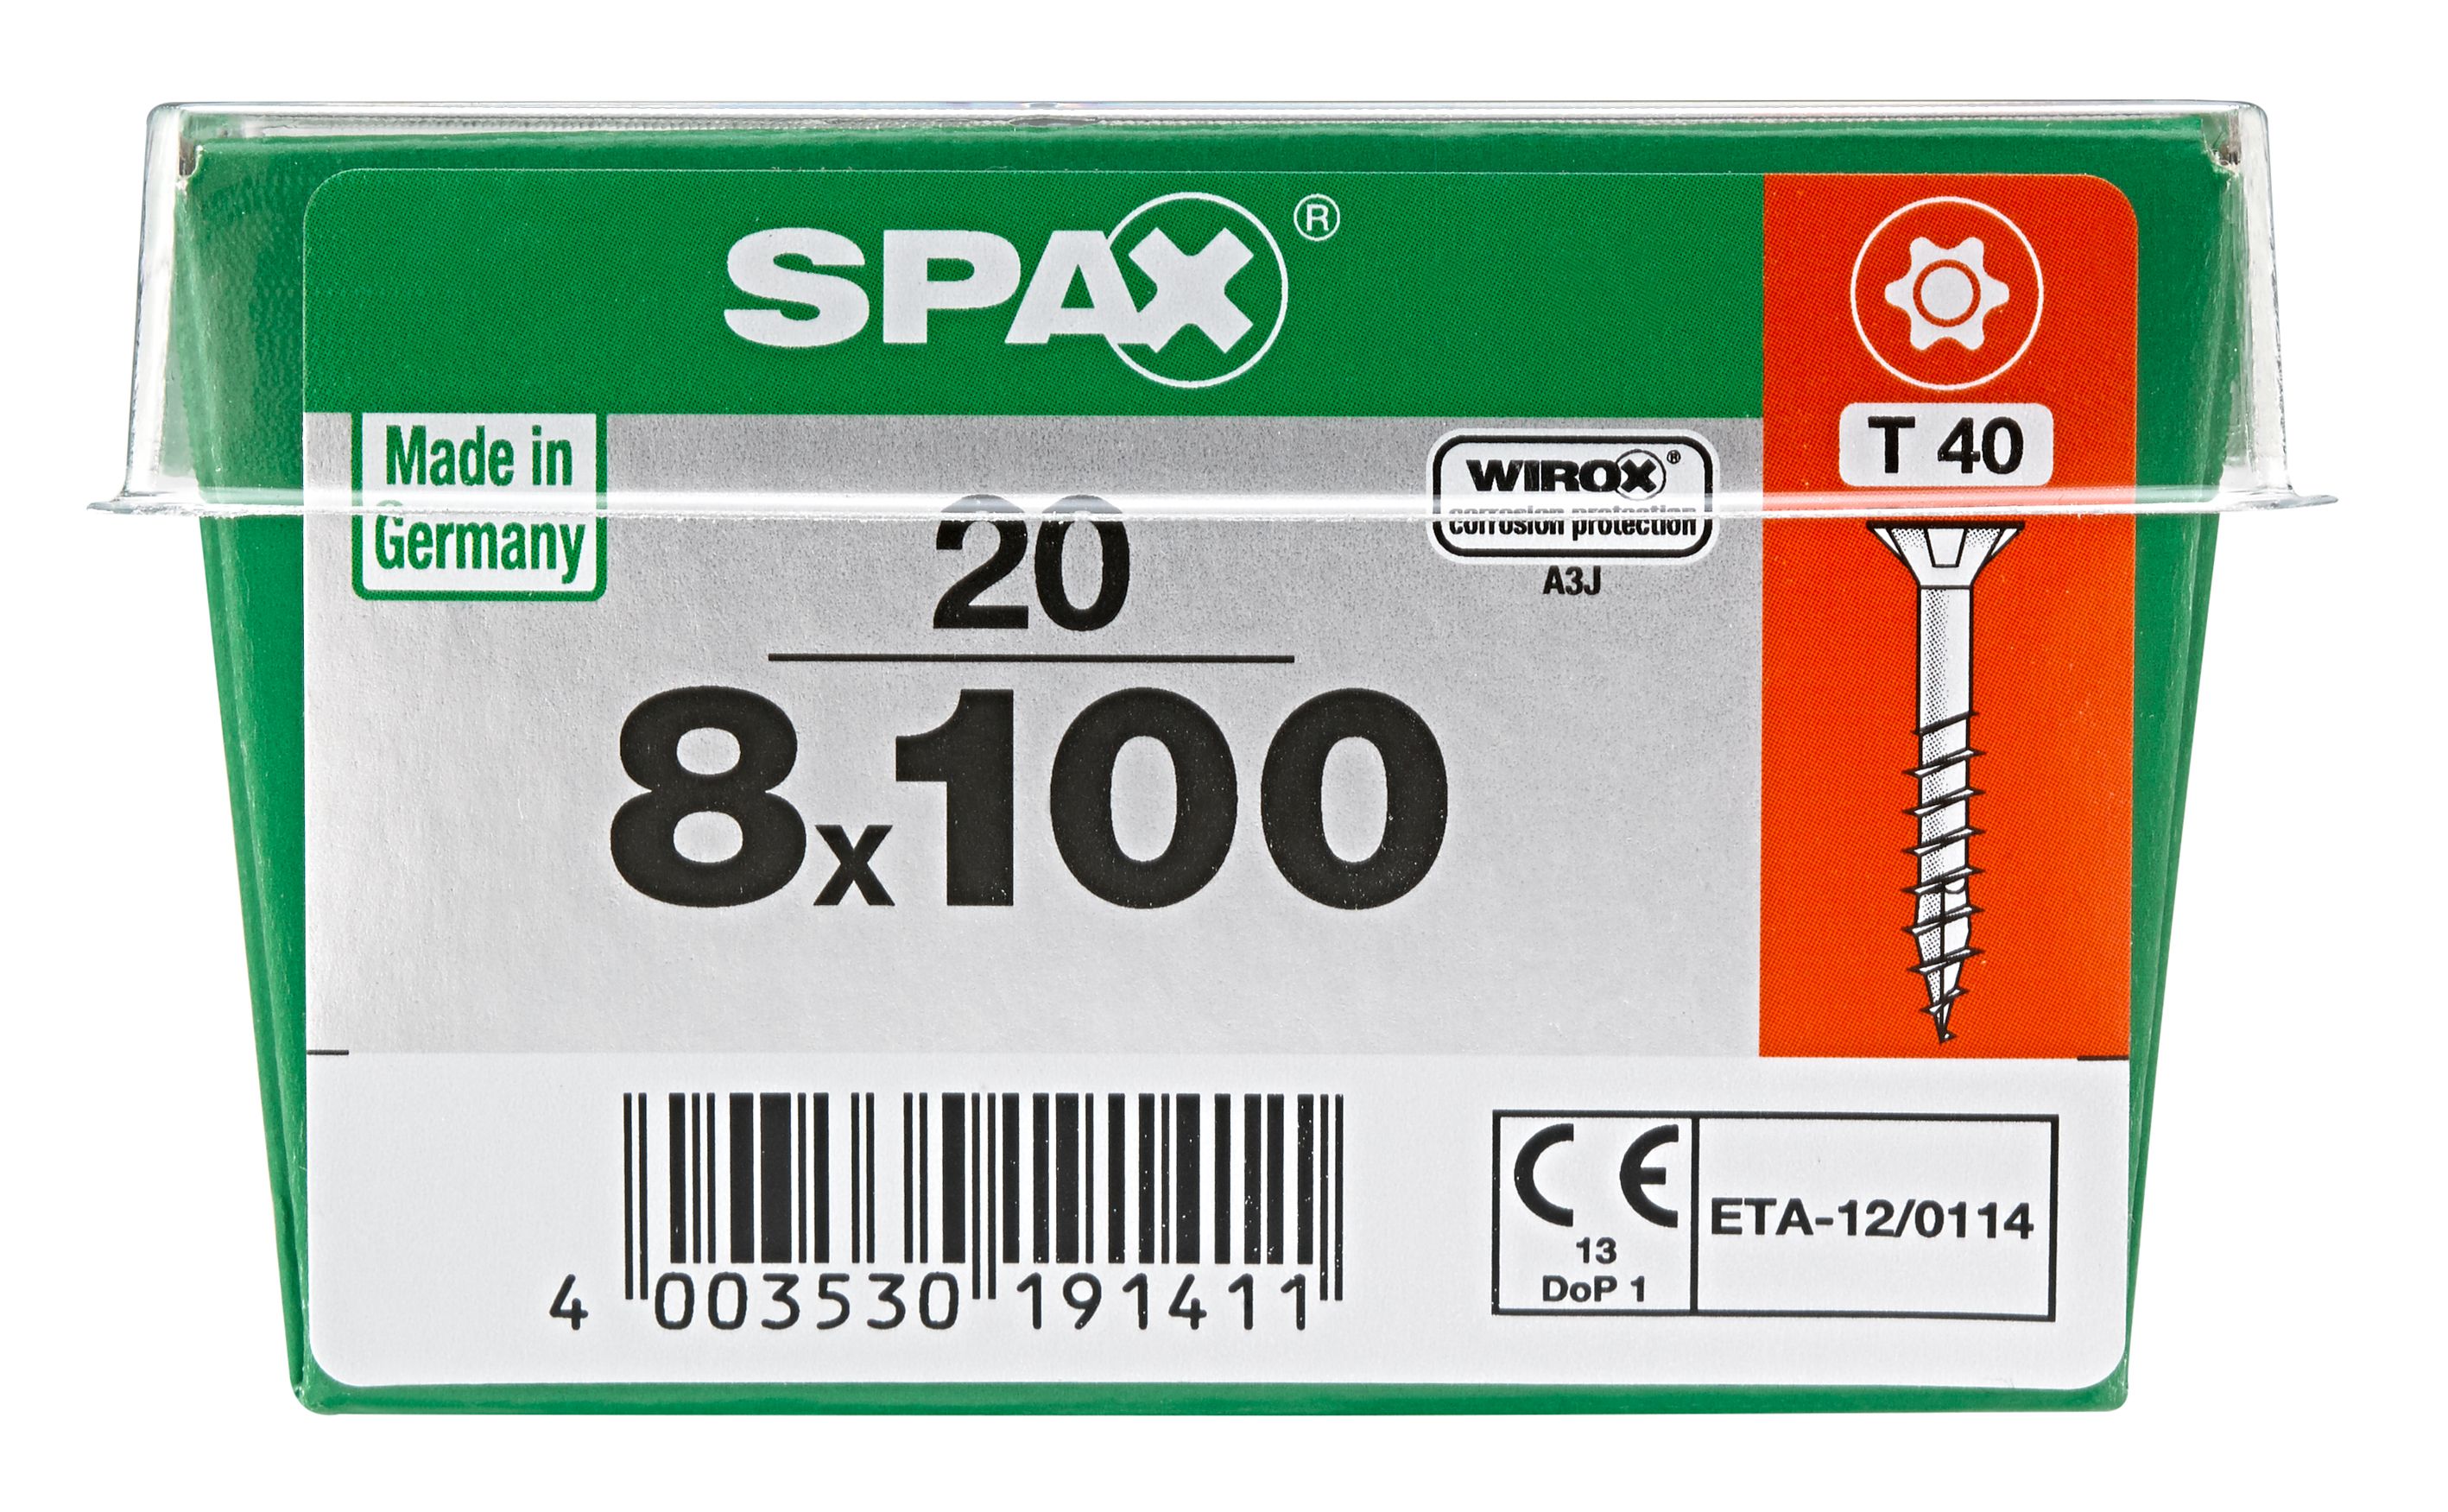 SPAX®
T 40
Made in
Germany
WIROX®
corrosion protection
A3J
20
8x100
4 003530 191411
CE
13
DoP 1
ETA-12/0114